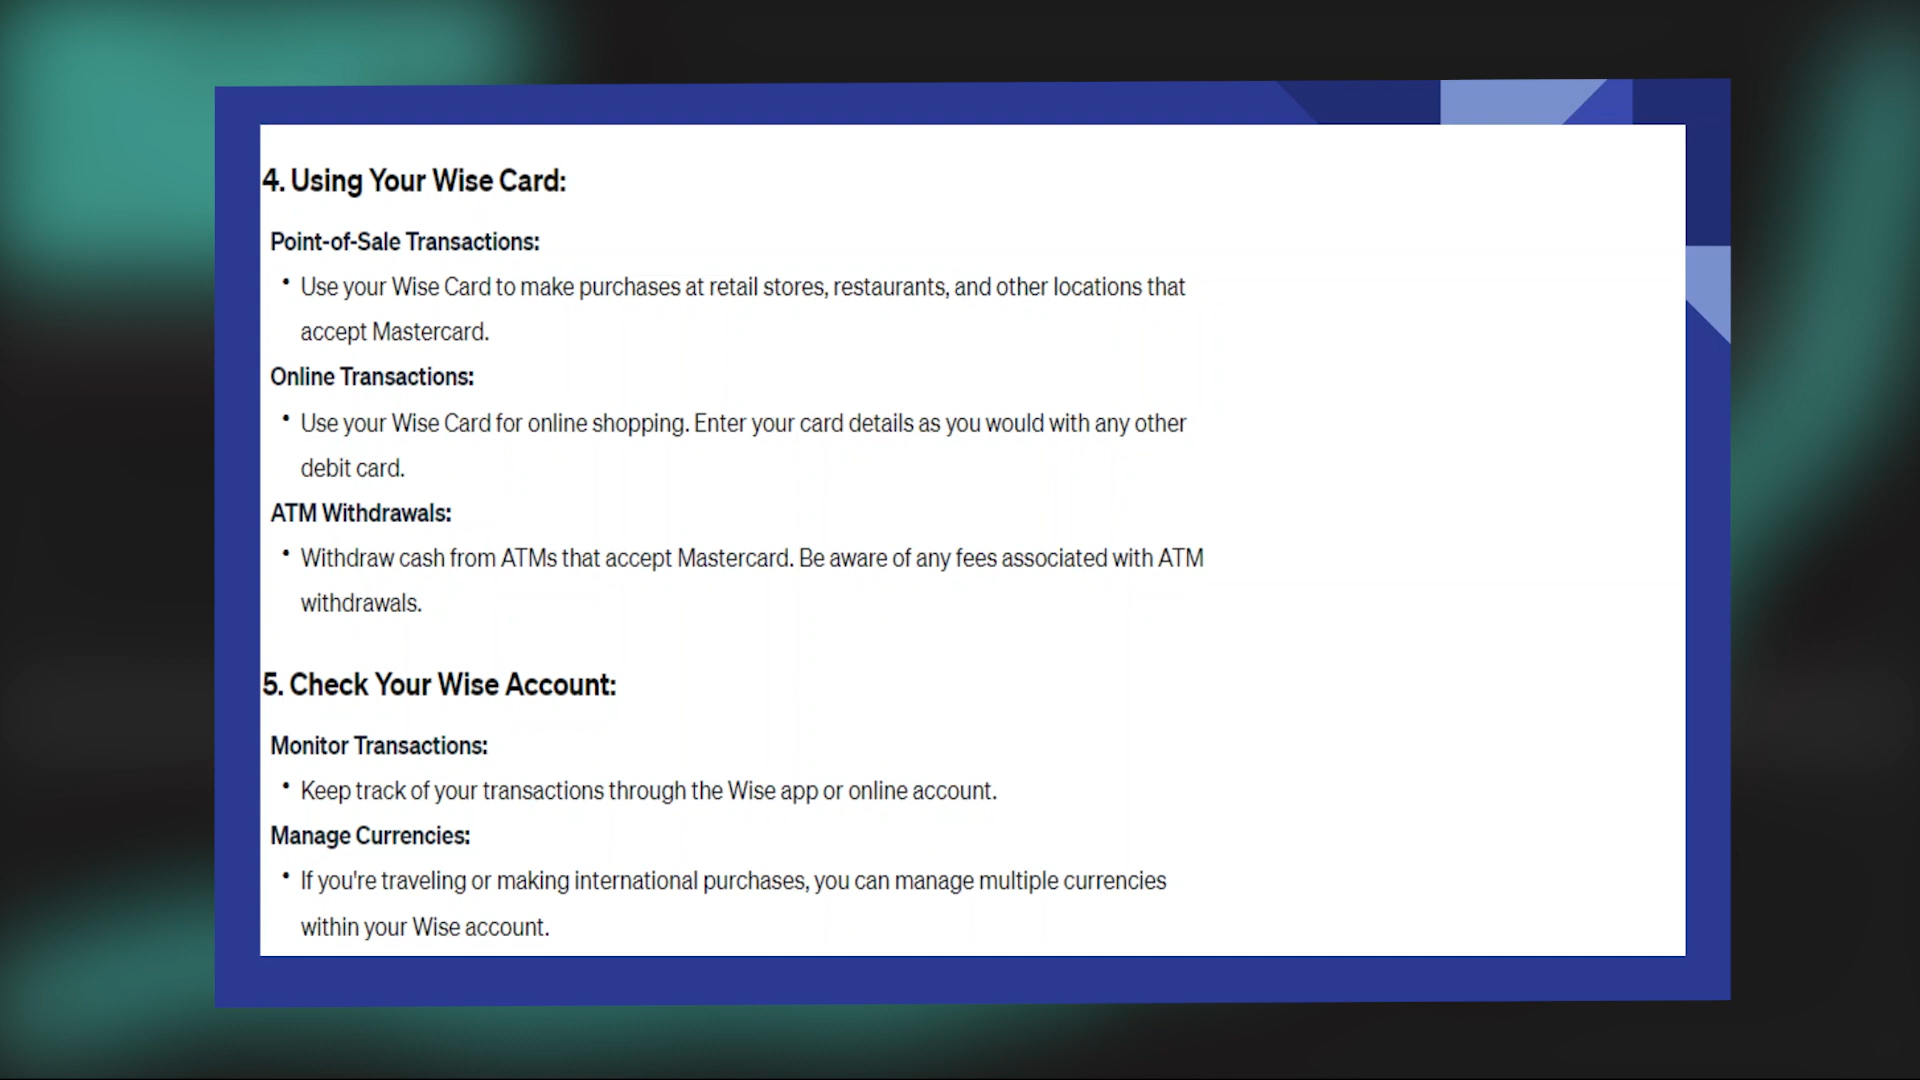 4. Using Your Wise Card:
Point-of-Sale Transactions:
• Use your Wise Card to make purchases at retail stores, restaurants, and other locations that
accept Mastercard.
Online Transactions:
• Use your Wise Card for online shopping. Enter your card details as you would with any other
debit card.
ATM Withdrawals:
• Withdraw cash from ATMs that accept Mastercard. Be aware of any fees associated with ATM
withdrawals.
5. Check Your Wise Account:
Monitor Transactions:
• Keep track of your transactions through the Wise app or online account.
Manage Currencies:
• If you're traveling or making international purchases, you can manage multiple currencies
within your Wise account.